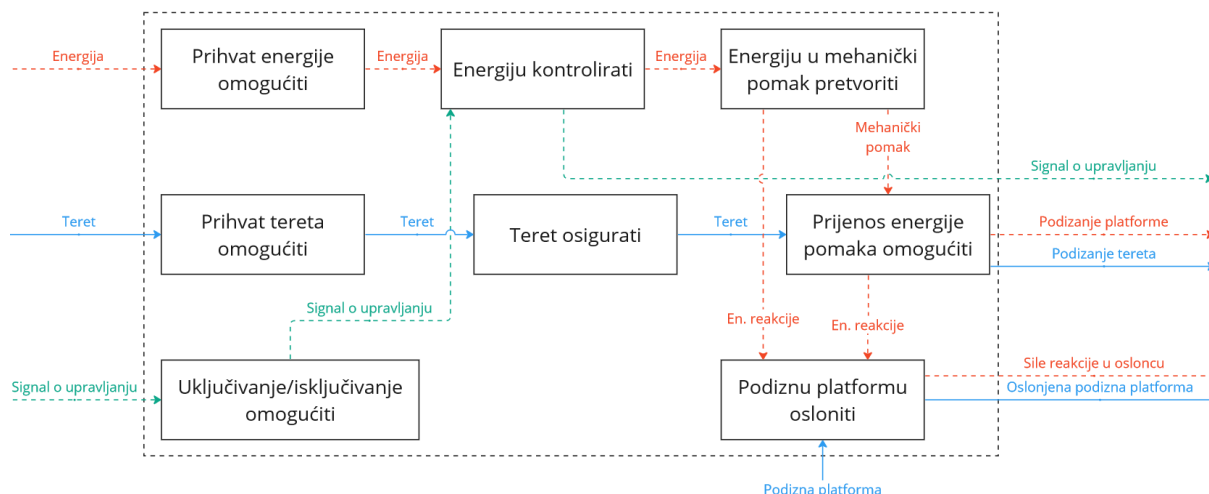 Energija
Prihvat energije
omogućiti
Energija
Energiju kontrolirati
Energija
Energiju u mehanički
pomak pretvoriti
Mehanički
pomak
Signal o upravljanju
Teret
Prihvat tereta
omogućiti
Teret
Teret osigurati
Teret
Prijenos energije
pomaka omogućiti
Podizanje platforme
Podizanje tereta
Signal o upravljanju
En. reakcije
En. reakcije
Signal o upravljanju
Uključivanje/isključivanje
omogućiti
Podiznu platformu
osloniti
Sile reakcije u osloncu
Oslonjena podizna platforma
Podizna platforma